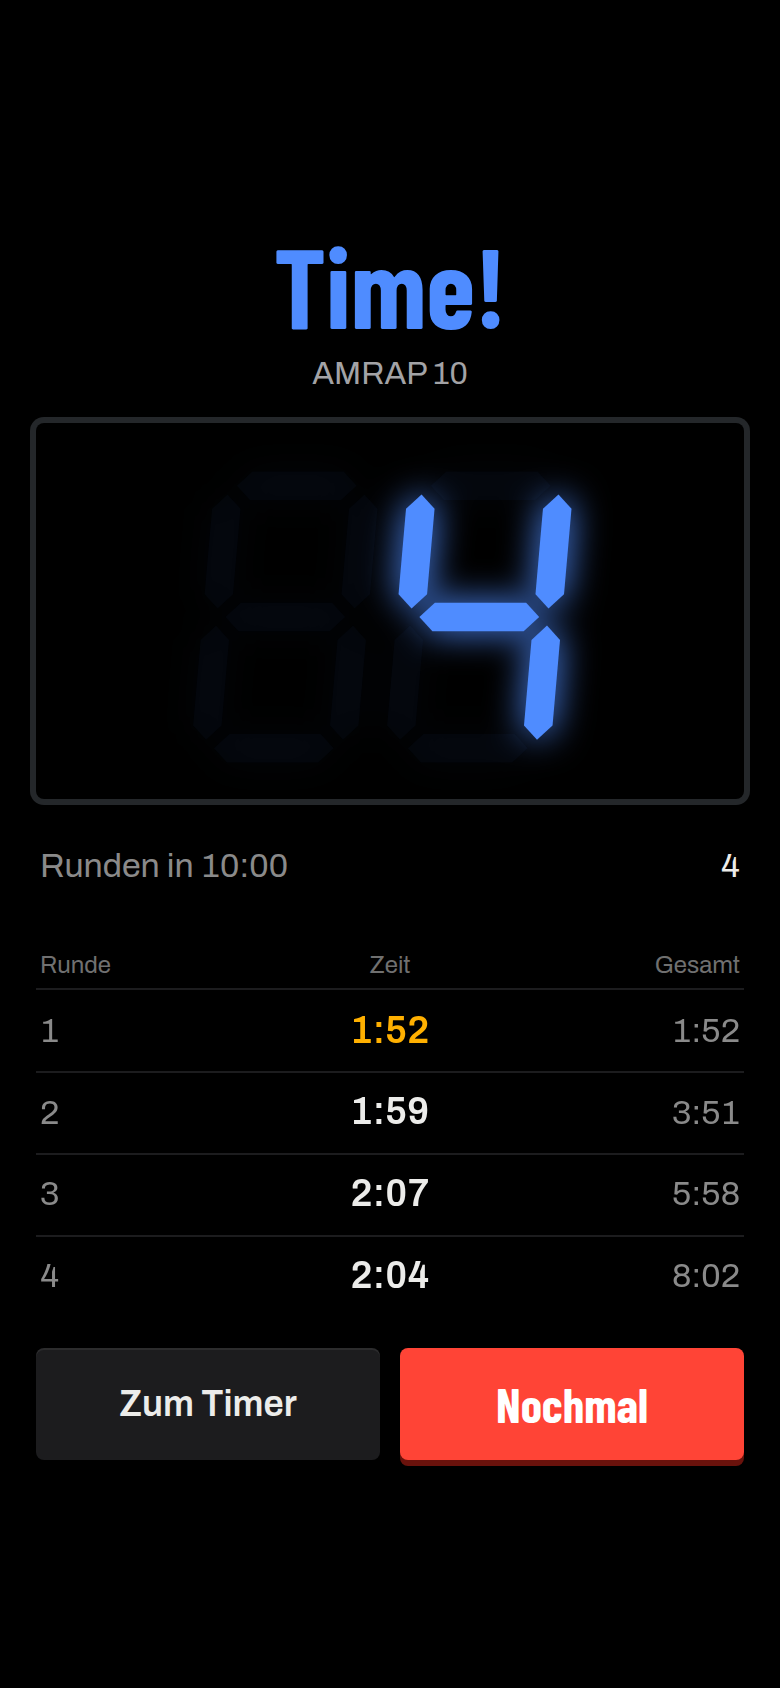 Time!
AMRAP 10
4
Runden in 10:00 4
Runde Zeit Gesamt
1 1:52 1:52
2 1:59 3:51
3 2:07 5:58
4 2:04 8:02
Zum Timer Nochmal